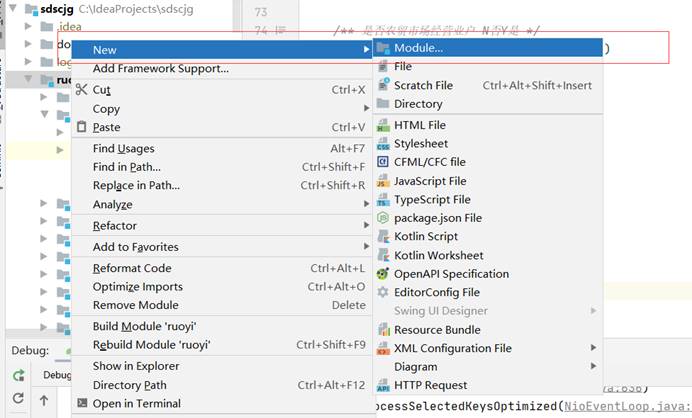 sdscjg C:\IdeaProjects\sdscjg
73
.idea
74 /** 是否农贸市场经营业户 N否Y是 */
New
Module...
)
Add Framework Support...
File
Cut Ctrl+X
Scratch File Ctrl+Alt+Shift+Insert
Copy
Directory
Paste Ctrl+V
HTML File
Find Usages Alt+F7
Stylesheet
Find in Path... Ctrl+Shift+F
CFML/CFC file
Replace in Path... Ctrl+Shift+R
JavaScript File
Analyze
TypeScript File
Refactor
package.json File
Add to Favorites
Kotlin Script
Kotlin Worksheet
Reformat Code Ctrl+Alt+L
OpenAPI Specification
Optimize Imports Ctrl+Alt+O
EditorConfig File
Remove Module Delete
Swing UI Designer
Build Module 'ruoyi'
Resource Bundle
Rebuild Module 'ruoyi' Ctrl+Shift+F9
XML Configuration File
Debug:
Show in Explorer
Diagram
Directory Path Ctrl+Alt+F12
HTTP Request
Open in Terminal
ocessSelectedKeysOptimized(NioEventLoop.java: